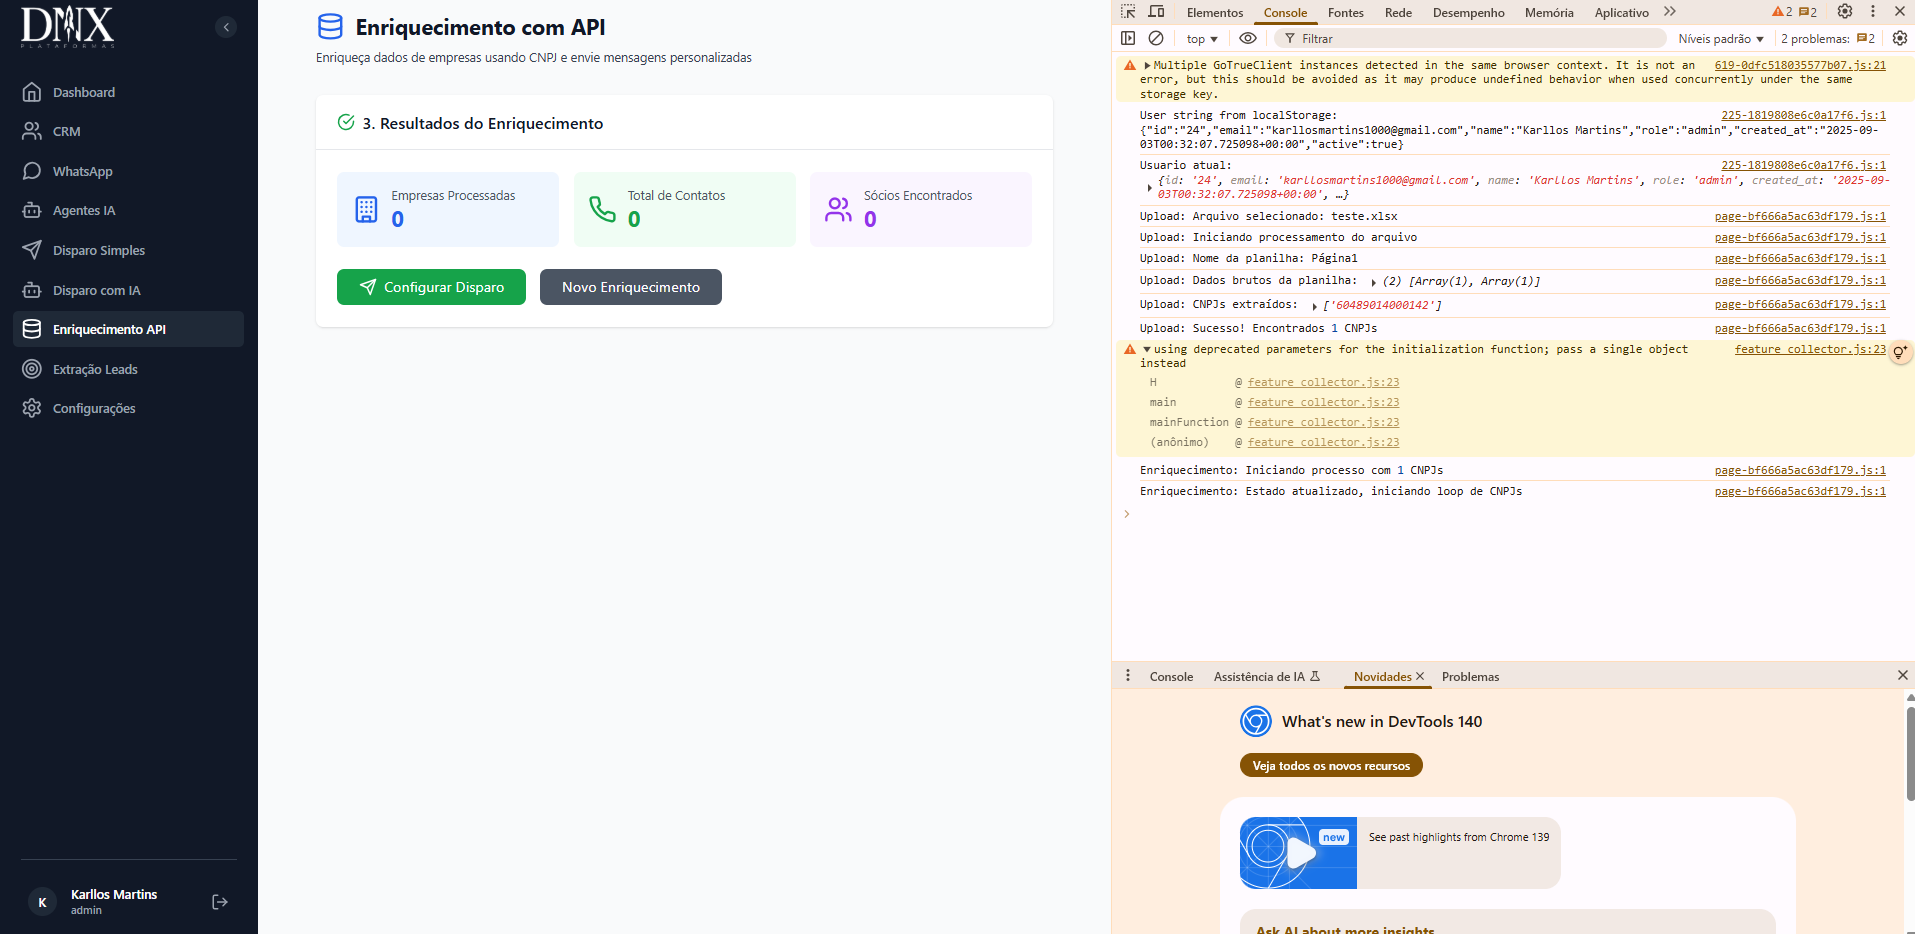 DNX
PLATAFORMAS
Dashboard
CRM
WhatsApp
Agentes IA
Disparo Simples
Disparo com IA
Enriquecimento API
Extração Leads
Configurações
K
Karllos Martins
admin
Enriquecimento com API
Enriqueça dados de empresas usando CNPJ e envie mensagens personalizadas
3. Resultados do Enriquecimento
Empresas Processadas
0
Total de Contatos
0
Sócios Encontrados
0
Configurar Disparo
Novo Enriquecimento
Elementos Console Fontes Rede Desempenho Memória Aplicativo 2 2
top Filtrar Níveis padrão 2 problemas: 2
Multiple GoTrueClient instances detected in the same browser context. It is not an 619-0dfc518035577b07.js:21
error, but this should be avoided as it may produce undefined behavior when used concurrently under the same
storage key.
User string from localStorage: 225-1819808e6c0a17f6.js:1
{"id":"24","email":"karllosmartins1000@gmail.com","name":"Karllos Martins","role":"admin","created_at":"2025-09-
03T00:32:07.725098+00:00","active":true}
Usuario atual: 225-1819808e6c0a17f6.js:1
{id: '24', email: 'karllosmartins1000@gmail.com', name: 'Karllos Martins', role: 'admin', created_at: '2025-09-
03T00:32:07.725098+00:00', …}
Upload: Arquivo selecionado: teste.xlsx page-bf666a5ac63df179.js:1
Upload: Iniciando processamento do arquivo page-bf666a5ac63df179.js:1
Upload: Nome da planilha: Página1 page-bf666a5ac63df179.js:1
Upload: Dados brutos da planilha: (2) [Array(1), Array(1)] page-bf666a5ac63df179.js:1
Upload: CNPJs extraídos: ['60489014000142'] page-bf666a5ac63df179.js:1
Upload: Sucesso! Encontrados 1 CNPJs page-bf666a5ac63df179.js:1
using deprecated parameters for the initialization function; pass a single object feature collector.js:23
instead
H @ feature collector.js:23
main @ feature collector.js:23
mainFunction @ feature collector.js:23
(anônimo) @ feature collector.js:23
Enriquecimento: Iniciando processo com 1 CNPJs page-bf666a5ac63df179.js:1
Enriquecimento: Estado atualizado, iniciando loop de CNPJs page-bf666a5ac63df179.js:1
Console Assistência de IA Novidades Problemas
What's new in DevTools 140
Veja todos os novos recursos
new
See past highlights from Chrome 139
Ask AI about more insights